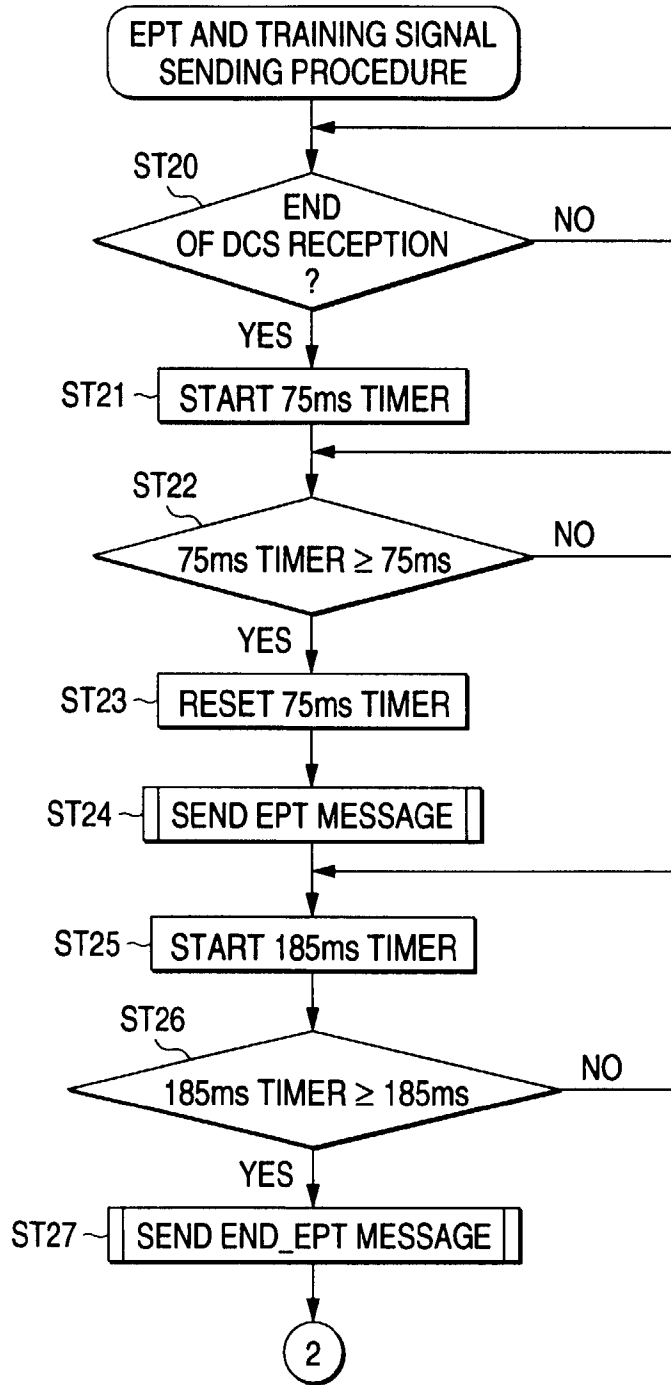 EPT AND TRAINING SIGNAL
SENDING PROCEDURE
ST20
END
OF DCS RECEPTION
?
NO
YES
ST21
START 75ms TIMER
ST22
75ms TIMER ≥ 75ms
NO
YES
ST23
RESET 75ms TIMER
ST24
SEND EPT MESSAGE
ST25
START 185ms TIMER
ST26
185ms TIMER ≥ 185ms
NO
YES
ST27
SEND END_EPT MESSAGE
2